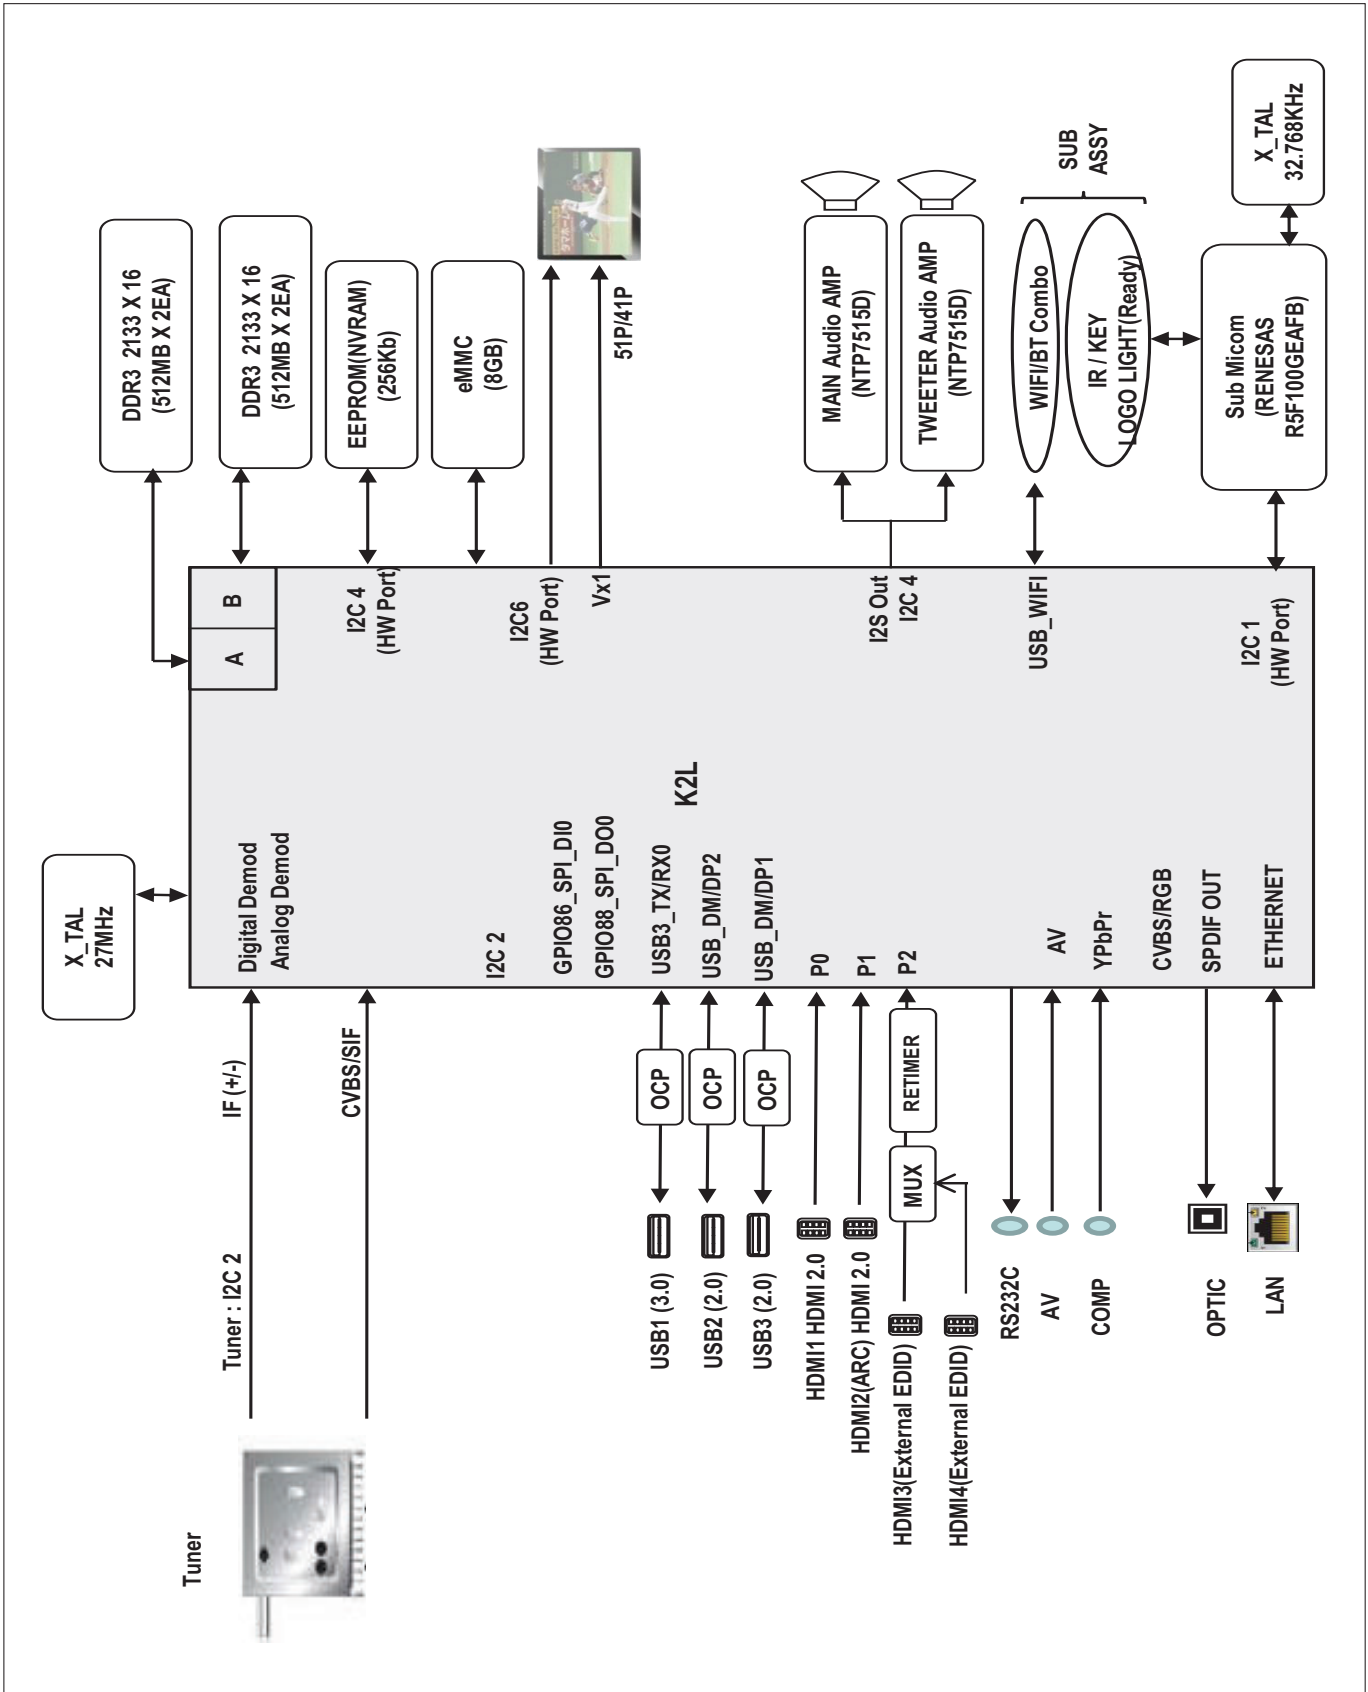 X_TAL
27MHz
DDR3 2133 X 16
(512MB X 2EA)
DDR3 2133 X 16
(512MB X 2EA)
EEPROM(NVRAM)
(256Kb)
eMMC
(8GB)
51P/41P
MAIN Audio AMP
(NTP7515D)
TWEETER Audio AMP
(NTP7515D)
SUB
ASSY
WIFI/BT Combo
IR / KEY
LOGO LIGHT(Ready)
Sub Micom
(RENESAS
R5F100GEAFB)
X_TAL
32.768KHz
A
B
I2C 4
(HW Port)
I2C6
(HW Port)
Vx1
I2S Out
I2C 4
USB_WIFI
I2C 1
(HW Port)
K2L
Digital Demod
Analog Demod
I2C 2
GPIO86_SPI_DI0
GPIO88_SPI_DO0
USB3_TX/RX0
USB_DM/DP2
USB_DM/DP1
P0
P1
P2
AV
YPbPr
CVBS/RGB
SPDIF OUT
ETHERNET
IF (+/-)
CVBS/SIF
Tuner : I2C 2
Tuner
OCP
OCP
OCP
RETIMER
MUX
USB1 (3.0)
USB2 (2.0)
USB3 (2.0)
HDMI1 HDMI 2.0
HDMI2(ARC) HDMI 2.0
HDMI3(External EDID)
HDMI4(External EDID)
RS232C
AV
COMP
OPTIC
LAN